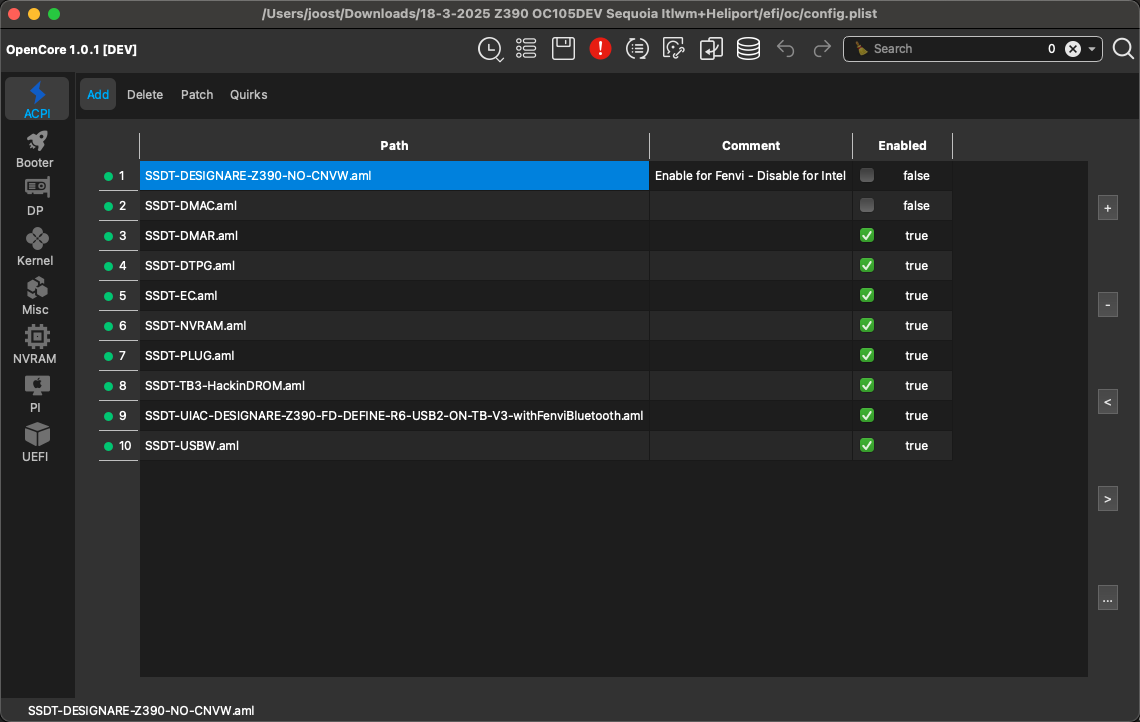 /Users/joost/Downloads/18-3-2025 Z390 OC105DEV Sequoia Itlwm+Heliport/efi/oc/config.plist
OpenCore 1.0.1 [DEV]
Search 0
ACPI
Booter
DP
Kernel
Misc
NVRAM
PI
UEFI
Add Delete Patch Quirks
Path Comment Enabled
1 SSDT-DESIGNARE-Z390-NO-CNVW.aml Enable for Fenvi - Disable for Intel false
2 SSDT-DMAC.aml false
3 SSDT-DMAR.aml true
4 SSDT-DTPG.aml true
5 SSDT-EC.aml true
6 SSDT-NVRAM.aml true
7 SSDT-PLUG.aml true
8 SSDT-TB3-HackinDROM.aml true
9 SSDT-UIAC-DESIGNARE-Z390-FD-DEFINE-R6-USB2-ON-TB-V3-withFenviBluetooth.aml true
10 SSDT-USBW.aml true
+
-
<
>
...
SSDT-DESIGNARE-Z390-NO-CNVW.aml